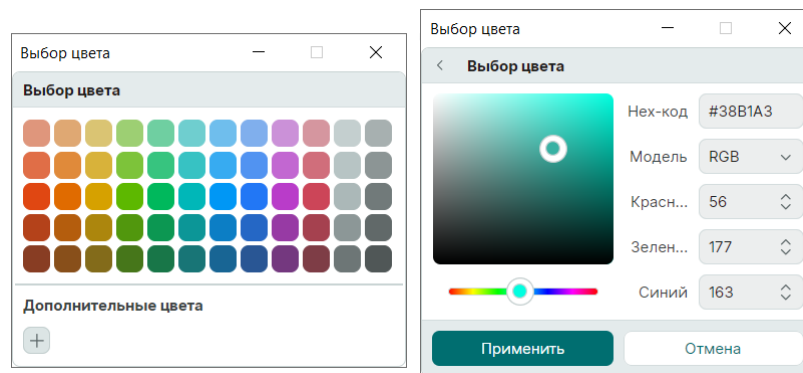 Выбор цвета
Выбор цвета
Дополнительные цвета
Выбор цвета
Выбор цвета
Hex-код #38B1A3
Модель RGB
Красн... 56
Зелен... 177
Синий 163
Применить Отмена